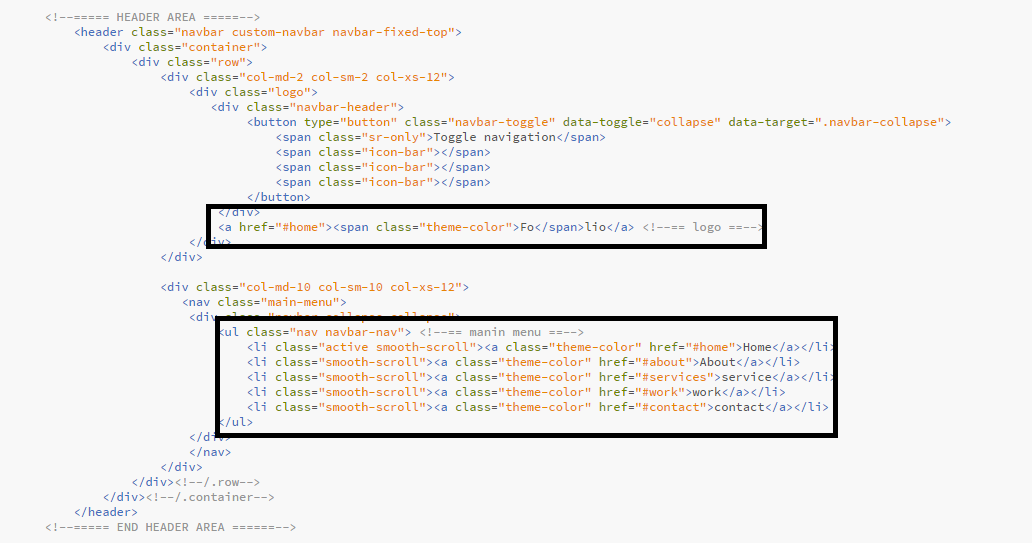 <!--===== HEADER AREA ======-->
<header class="navbar custom-navbar navbar-fixed-top">
<div class="container">
<div class="row">
<div class="col-md-2 col-sm-2 col-xs-12">
<div class="logo">
<div class="navbar-header">
<button type="button" class="navbar-toggle" data-toggle="collapse" data-target=".navbar-collapse">
<span class="sr-only">Toggle navigation</span>
<span class="icon-bar"></span>
<span class="icon-bar"></span>
<span class="icon-bar"></span>
</button>
</div>
<a href="#home"><span class="theme-color">Fo</span>lio</a> <!--== logo ==-->
</div>
</div>
<div class="col-md-10 col-sm-10 col-xs-12">
<nav class="main-menu">
<div class="navbar-collapse collapse">
<ul class="nav navbar-nav"> <!--== manin menu ==-->
<li class="active smooth-scroll"><a class="theme-color" href="#home">Home</a></li>
<li class="smooth-scroll"><a class="theme-color" href="#about">About</a></li>
<li class="smooth-scroll"><a class="theme-color" href="#services">service</a></li>
<li class="smooth-scroll"><a class="theme-color" href="#work">work</a></li>
<li class="smooth-scroll"><a class="theme-color" href="#contact">contact</a></li>
</ul>
</div>
</nav>
</div>
</div><!--/.row-->
</div><!--/.container-->
</header>
<!--===== END HEADER AREA =======-->